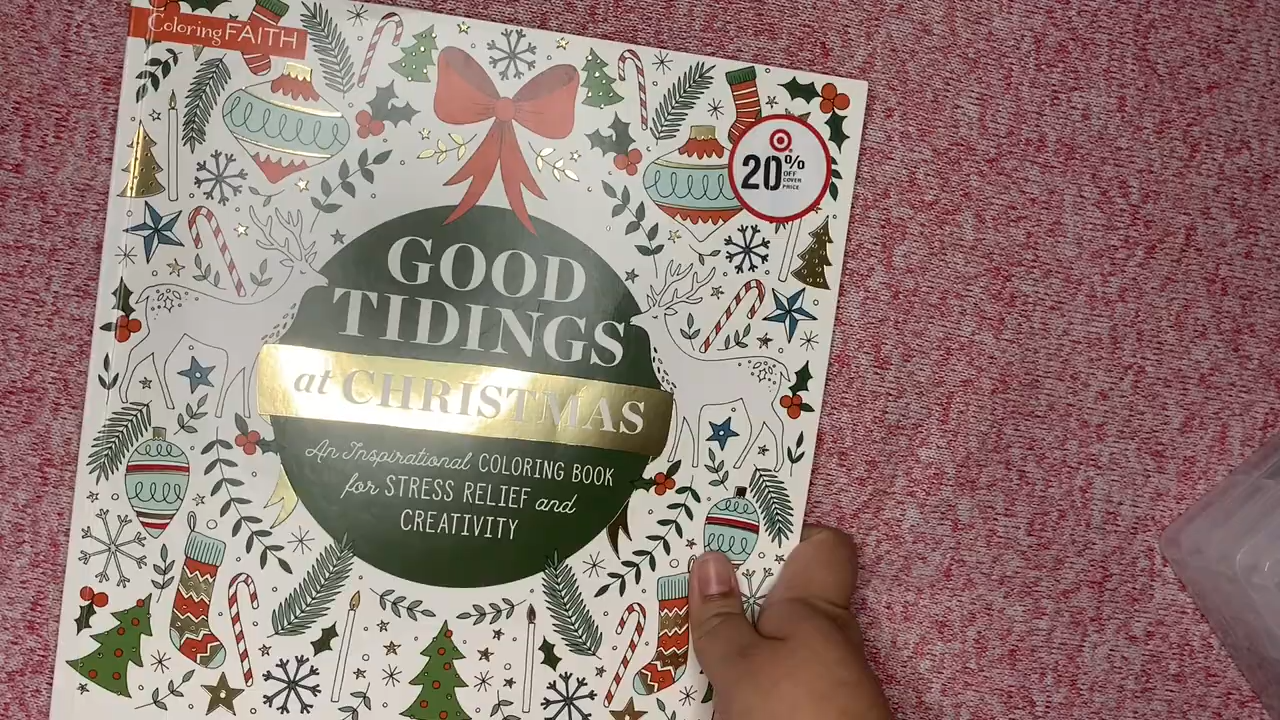 Coloring FAITH
20% OFF COVER PRICE
GOOD
TIDINGS
at CHRISTMAS
An Inspirational COLORING BOOK
for STRESS RELIEF and
CREATIVITY